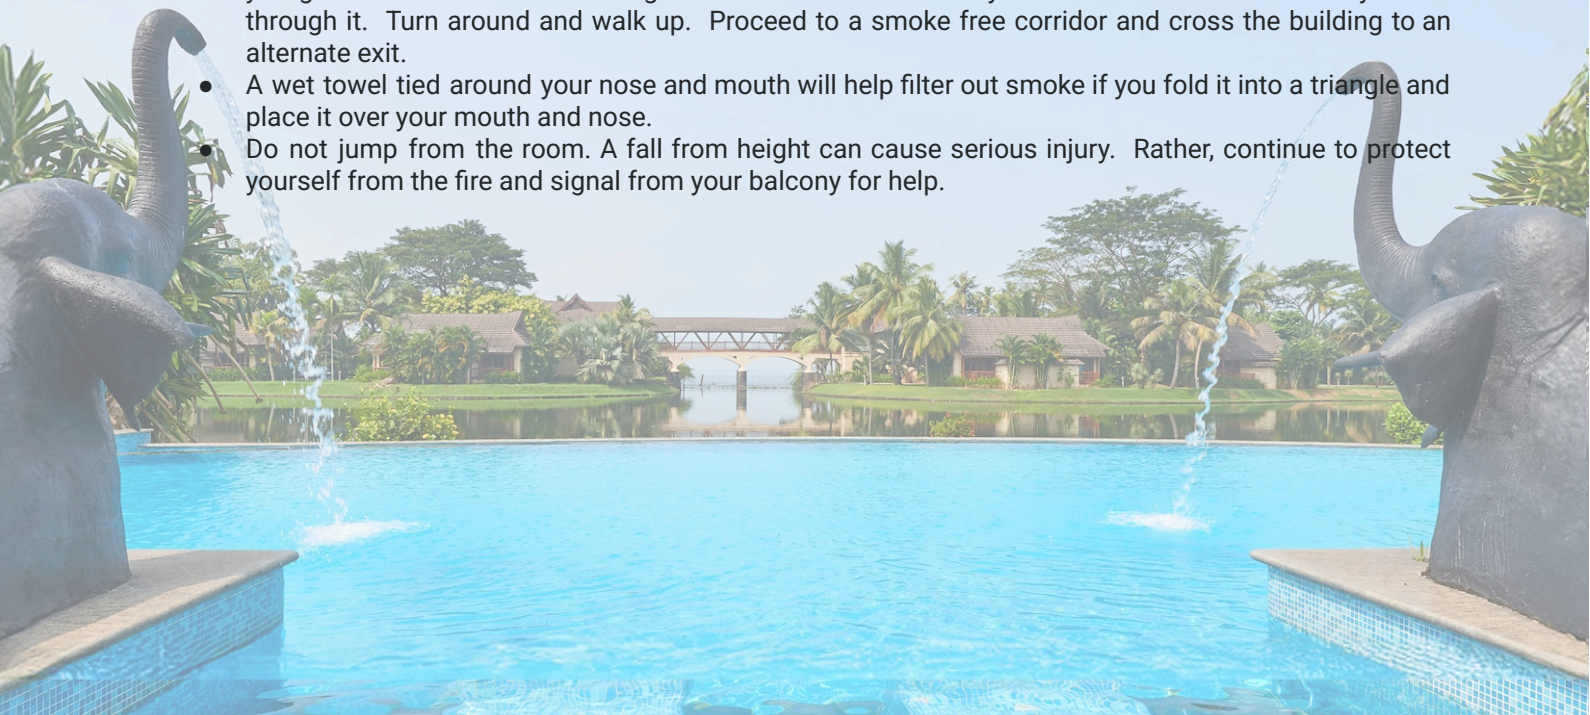 through it. Turn around and walk up. Proceed to a smoke free corridor and cross the building to an
alternate exit.
● A wet towel tied around your nose and mouth will help filter out smoke if you fold it into a triangle and
place it over your mouth and nose.
● Do not jump from the room. A fall from height can cause serious injury. Rather, continue to protect
yourself from the fire and signal from your balcony for help.